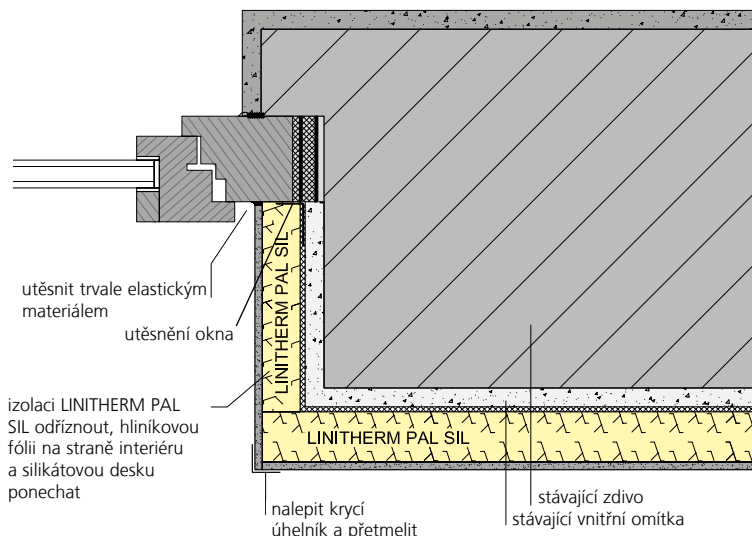 LINITHERM PAL SIL
utěsnit trvale elastickým
materiálem
utěsnění okna
izolaci LINITHERM PAL
SIL odříznout, hliníkovou
fólii na straně interiéru
a silikátovou desku
ponechat
LINITHERM PAL SIL
nalepit krycí
úhelník a přetmelit
stávající zdivo
stávající vnitřní omítka